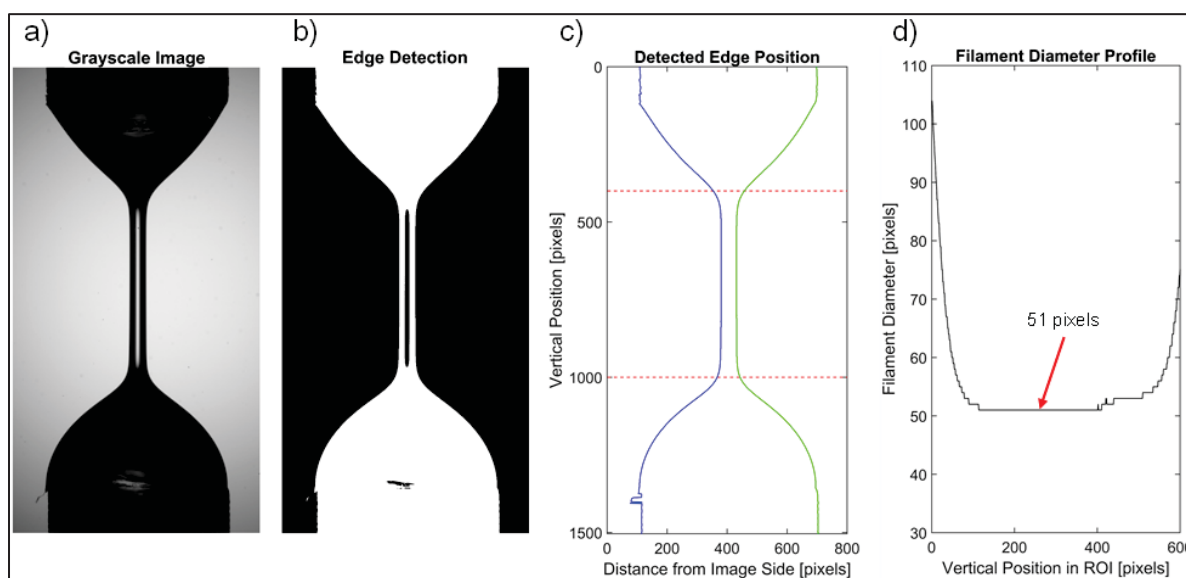 a)
Grayscale Image
b)
Edge Detection
c)
Detected Edge Position
0
500
1000
1500
Vertical Position [pixels]
0
200
400
600
800
Distance from Image Side [pixels]
d)
Filament Diameter Profile
110
100
90
80
70
60
50
40
30
Filament Diameter [pixels]
51 pixels
0
200
400
600
Vertical Position in ROI [pixels]